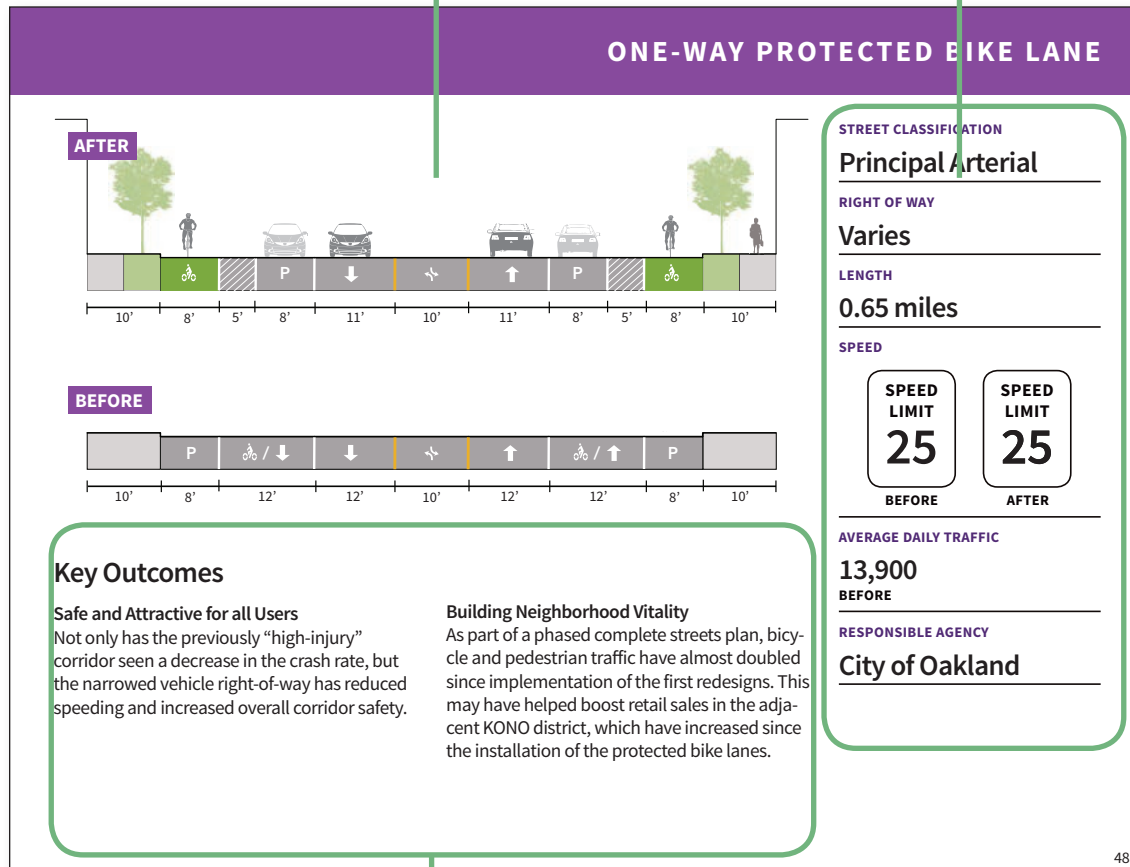 ONE-WAY PROTECTED BIKE LANE
AFTER
P
P
10’ 8’ 5’ 8’ 11’ 10’ 11’ 8’ 5’ 8’ 10’
BEFORE
P / / P
10’ 8’ 12’ 12’ 10’ 12’ 12’ 8’ 10’
Key Outcomes
Safe and Attractive for all Users
Not only has the previously “high-injury”
corridor seen a decrease in the crash rate, but
the narrowed vehicle right-of-way has reduced
speeding and increased overall corridor safety.
Building Neighborhood Vitality
As part of a phased complete streets plan, bicy-
cle and pedestrian traffic have almost doubled
since implementation of the first redesigns. This
may have helped boost retail sales in the adja-
cent KONO district, which have increased since
the installation of the protected bike lanes.
STREET CLASSIFICATION
Principal Arterial
RIGHT OF WAY
Varies
LENGTH
0.65 miles
SPEED
SPEED
LIMIT
25
BEFORE
SPEED
LIMIT
25
AFTER
AVERAGE DAILY TRAFFIC
13,900
BEFORE
RESPONSIBLE AGENCY
City of Oakland
48